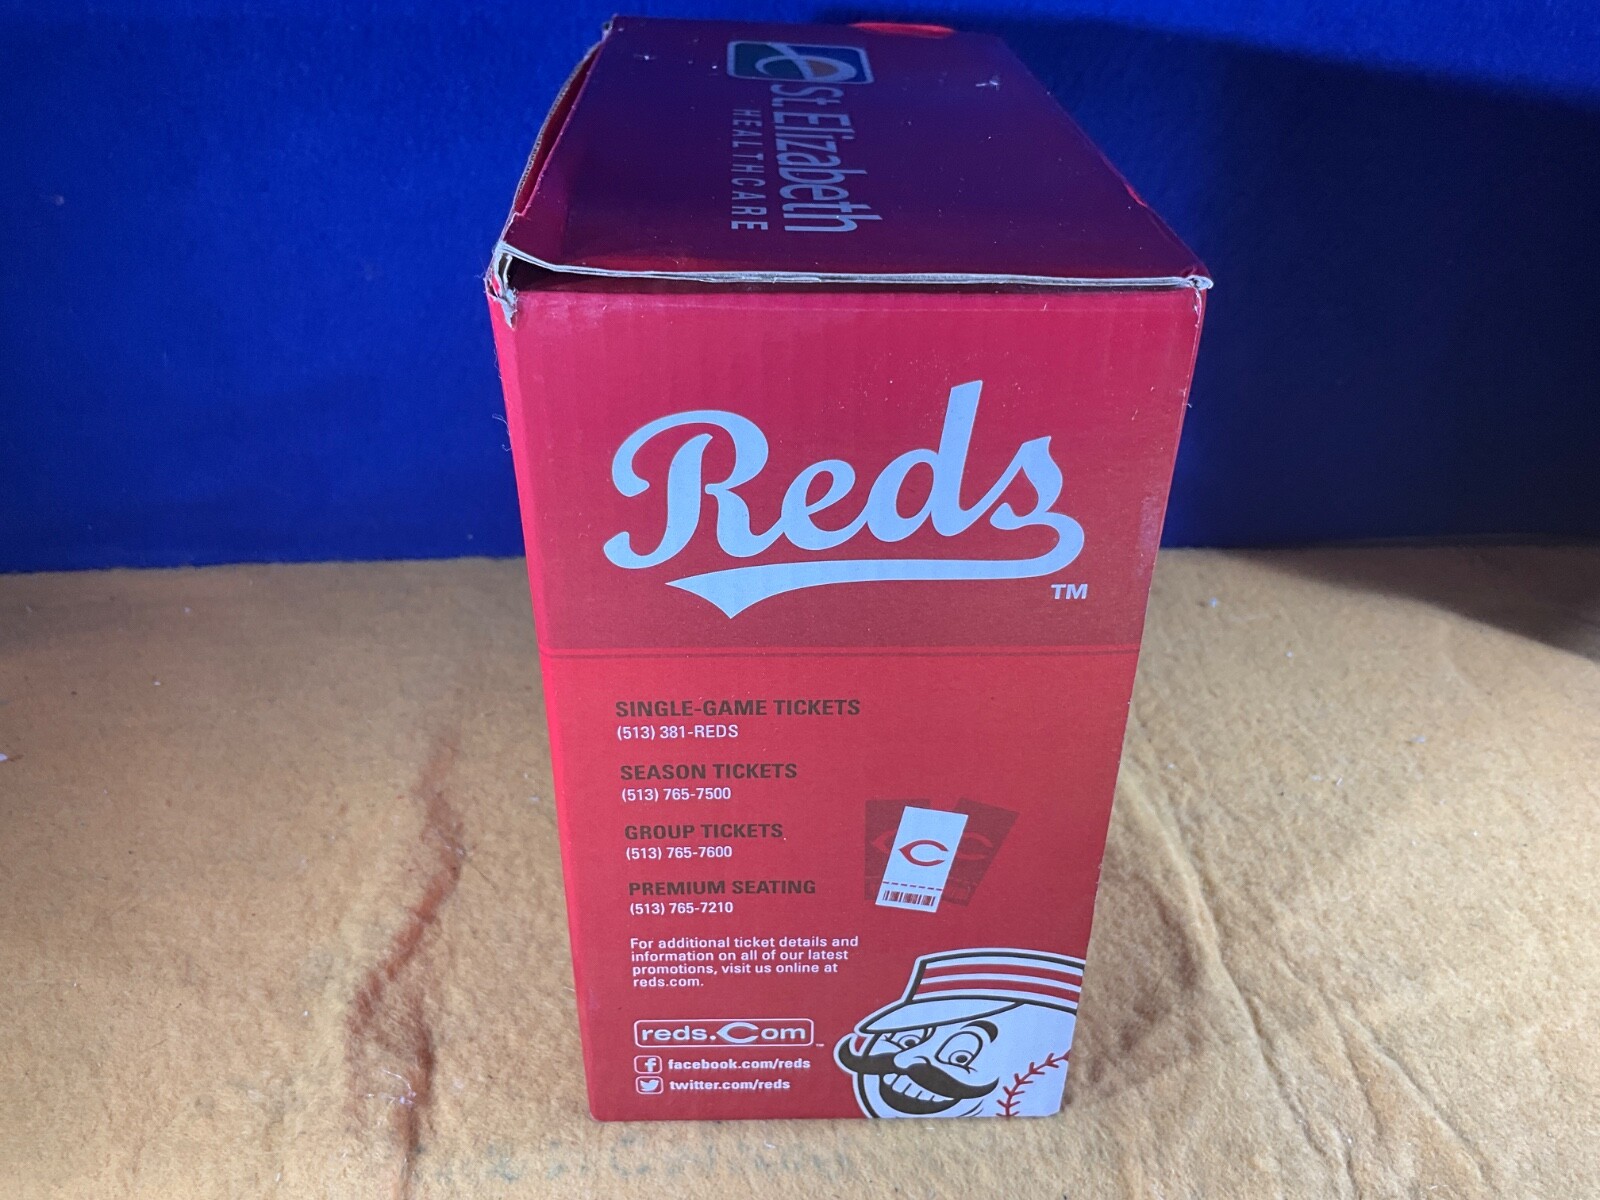 St.Elizabeth
HEALTHCARE
Reds
TM
SINGLE-GAME TICKETS
(513) 381-REDS
SEASON TICKETS
(513) 765-7500
GROUP TICKETS
(513) 765-7600
PREMIUM SEATING
(513) 765-7210
For additional ticket details and
information on all of our latest
promotions, visit us online at
reds.com.
reds.Com
facebook.com/reds
twitter.com/reds